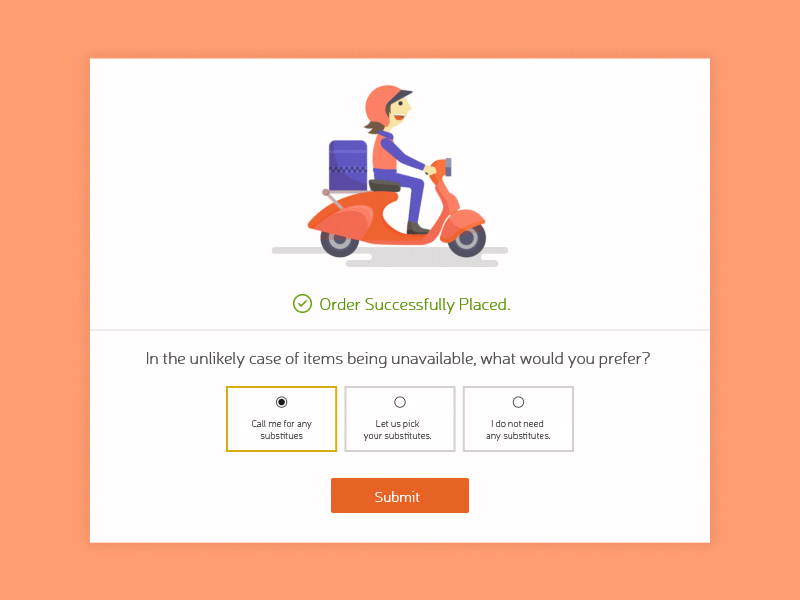 Order Successfully Placed.
In the unlikely case of items being unavailable, what would you prefer?
Call me for any
substitues
Let us pick
your substitutes.
I do not need
any substitutes.
Submit